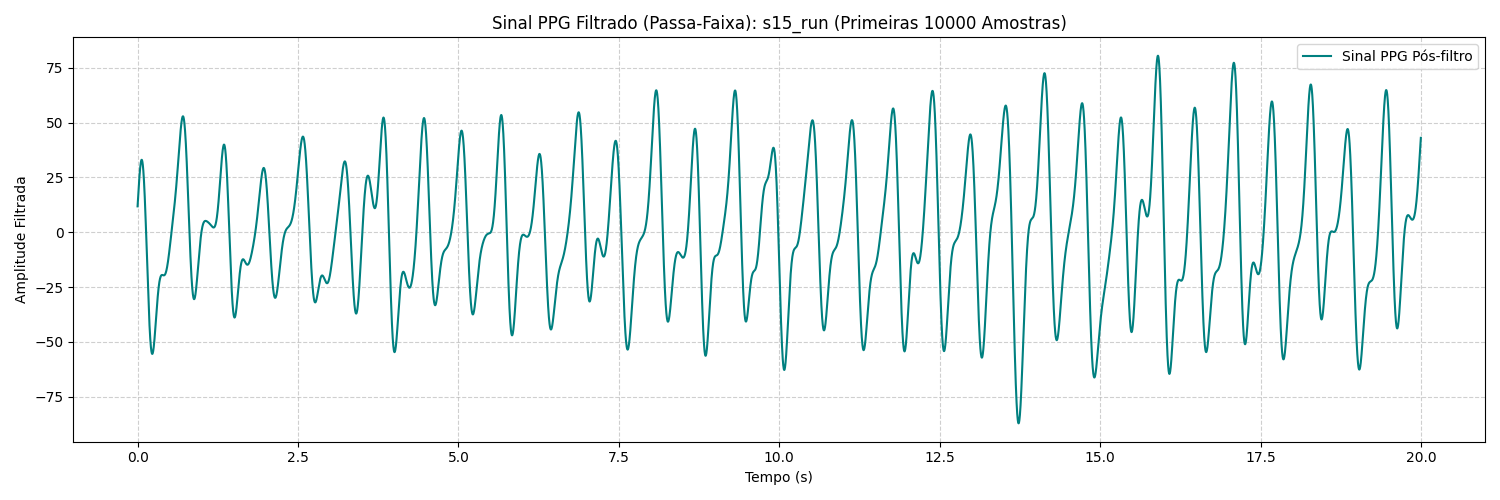 Sinal PPG Filtrado (Passa-Faixa): s15_run (Primeiras 10000 Amostras)
Sinal PPG Pós-filtro
Amplitude Filtrada
75
50
25
0
−25
−50
−75
0.0 2.5 5.0 7.5 10.0 12.5 15.0 17.5 20.0
Tempo (s)